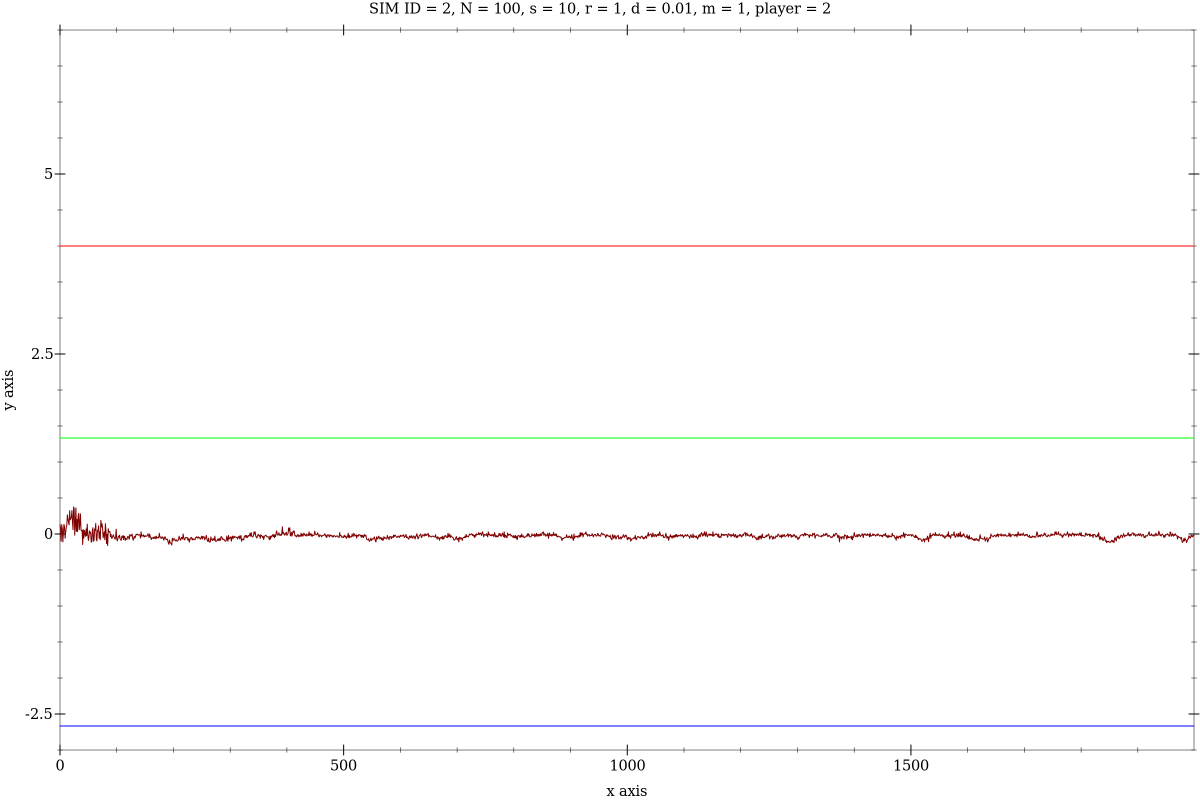 SIM ID = 2, N = 100, s = 10, r = 1, d = 0.01, m = 1, player = 2
5
2.5
y axis
0
-2.5
0 500 1000 1500
x axis